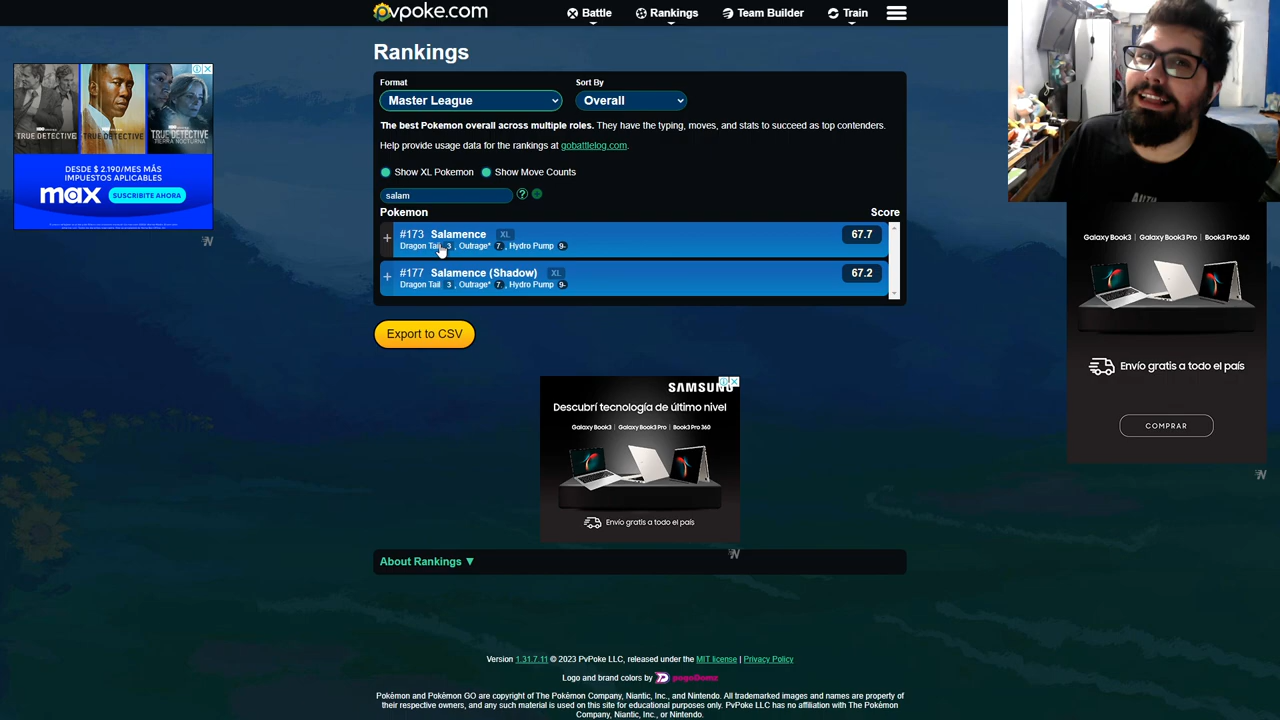 pvpoke.com
Battle
Rankings
Team Builder
Train
Rankings
Format
Sort By
Master League
Overall
The best Pokemon overall across multiple roles. They have the typing, moves, and stats to succeed as top contenders.
Help provide usage data for the rankings at gobattlelog.com.
Show XL Pokemon
Show Move Counts
salam
?
+
Pokemon
Score
+
#173 Salamence XL
67.7
Dragon Tail 3 , Outrage* 7. , Hydro Pump 9-
+
#177 Salamence (Shadow) XL
67.2
Dragon Tail 3 , Outrage* 7. , Hydro Pump 9-
Export to CSV
TRUE DETECTIVE
TRUE DETECTIVE
TRUE DETECTIVE
DESDE $ 2.190/MES MÁS
IMPUESTOS APLICABLES
max
SUSCRIBITE AHORA
SAMSUNG
Descubrí tecnología de último nivel
Galaxy Book3 | Galaxy Book3 Pro | Book3 Pro 360
Envío gratis a todo el país
Galaxy Book3 | Galaxy Book3 Pro | Book3 Pro 360
Envío gratis a todo el país
COMPRAR
About Rankings ▼
Version 1.31.7.11 © 2023 PvPoke LLC, released under the MIT license | Privacy Policy
Logo and brand colors by pogoDomz
Pokémon and Pokémon GO are copyright of The Pokémon Company, Niantic, Inc., and Nintendo. All trademarked images and names are property of
their respective owners, and any such material is used on this site for educational purposes only. PvPoke LLC has no affiliation with The Pokémon
Company, Niantic, Inc., or Nintendo.